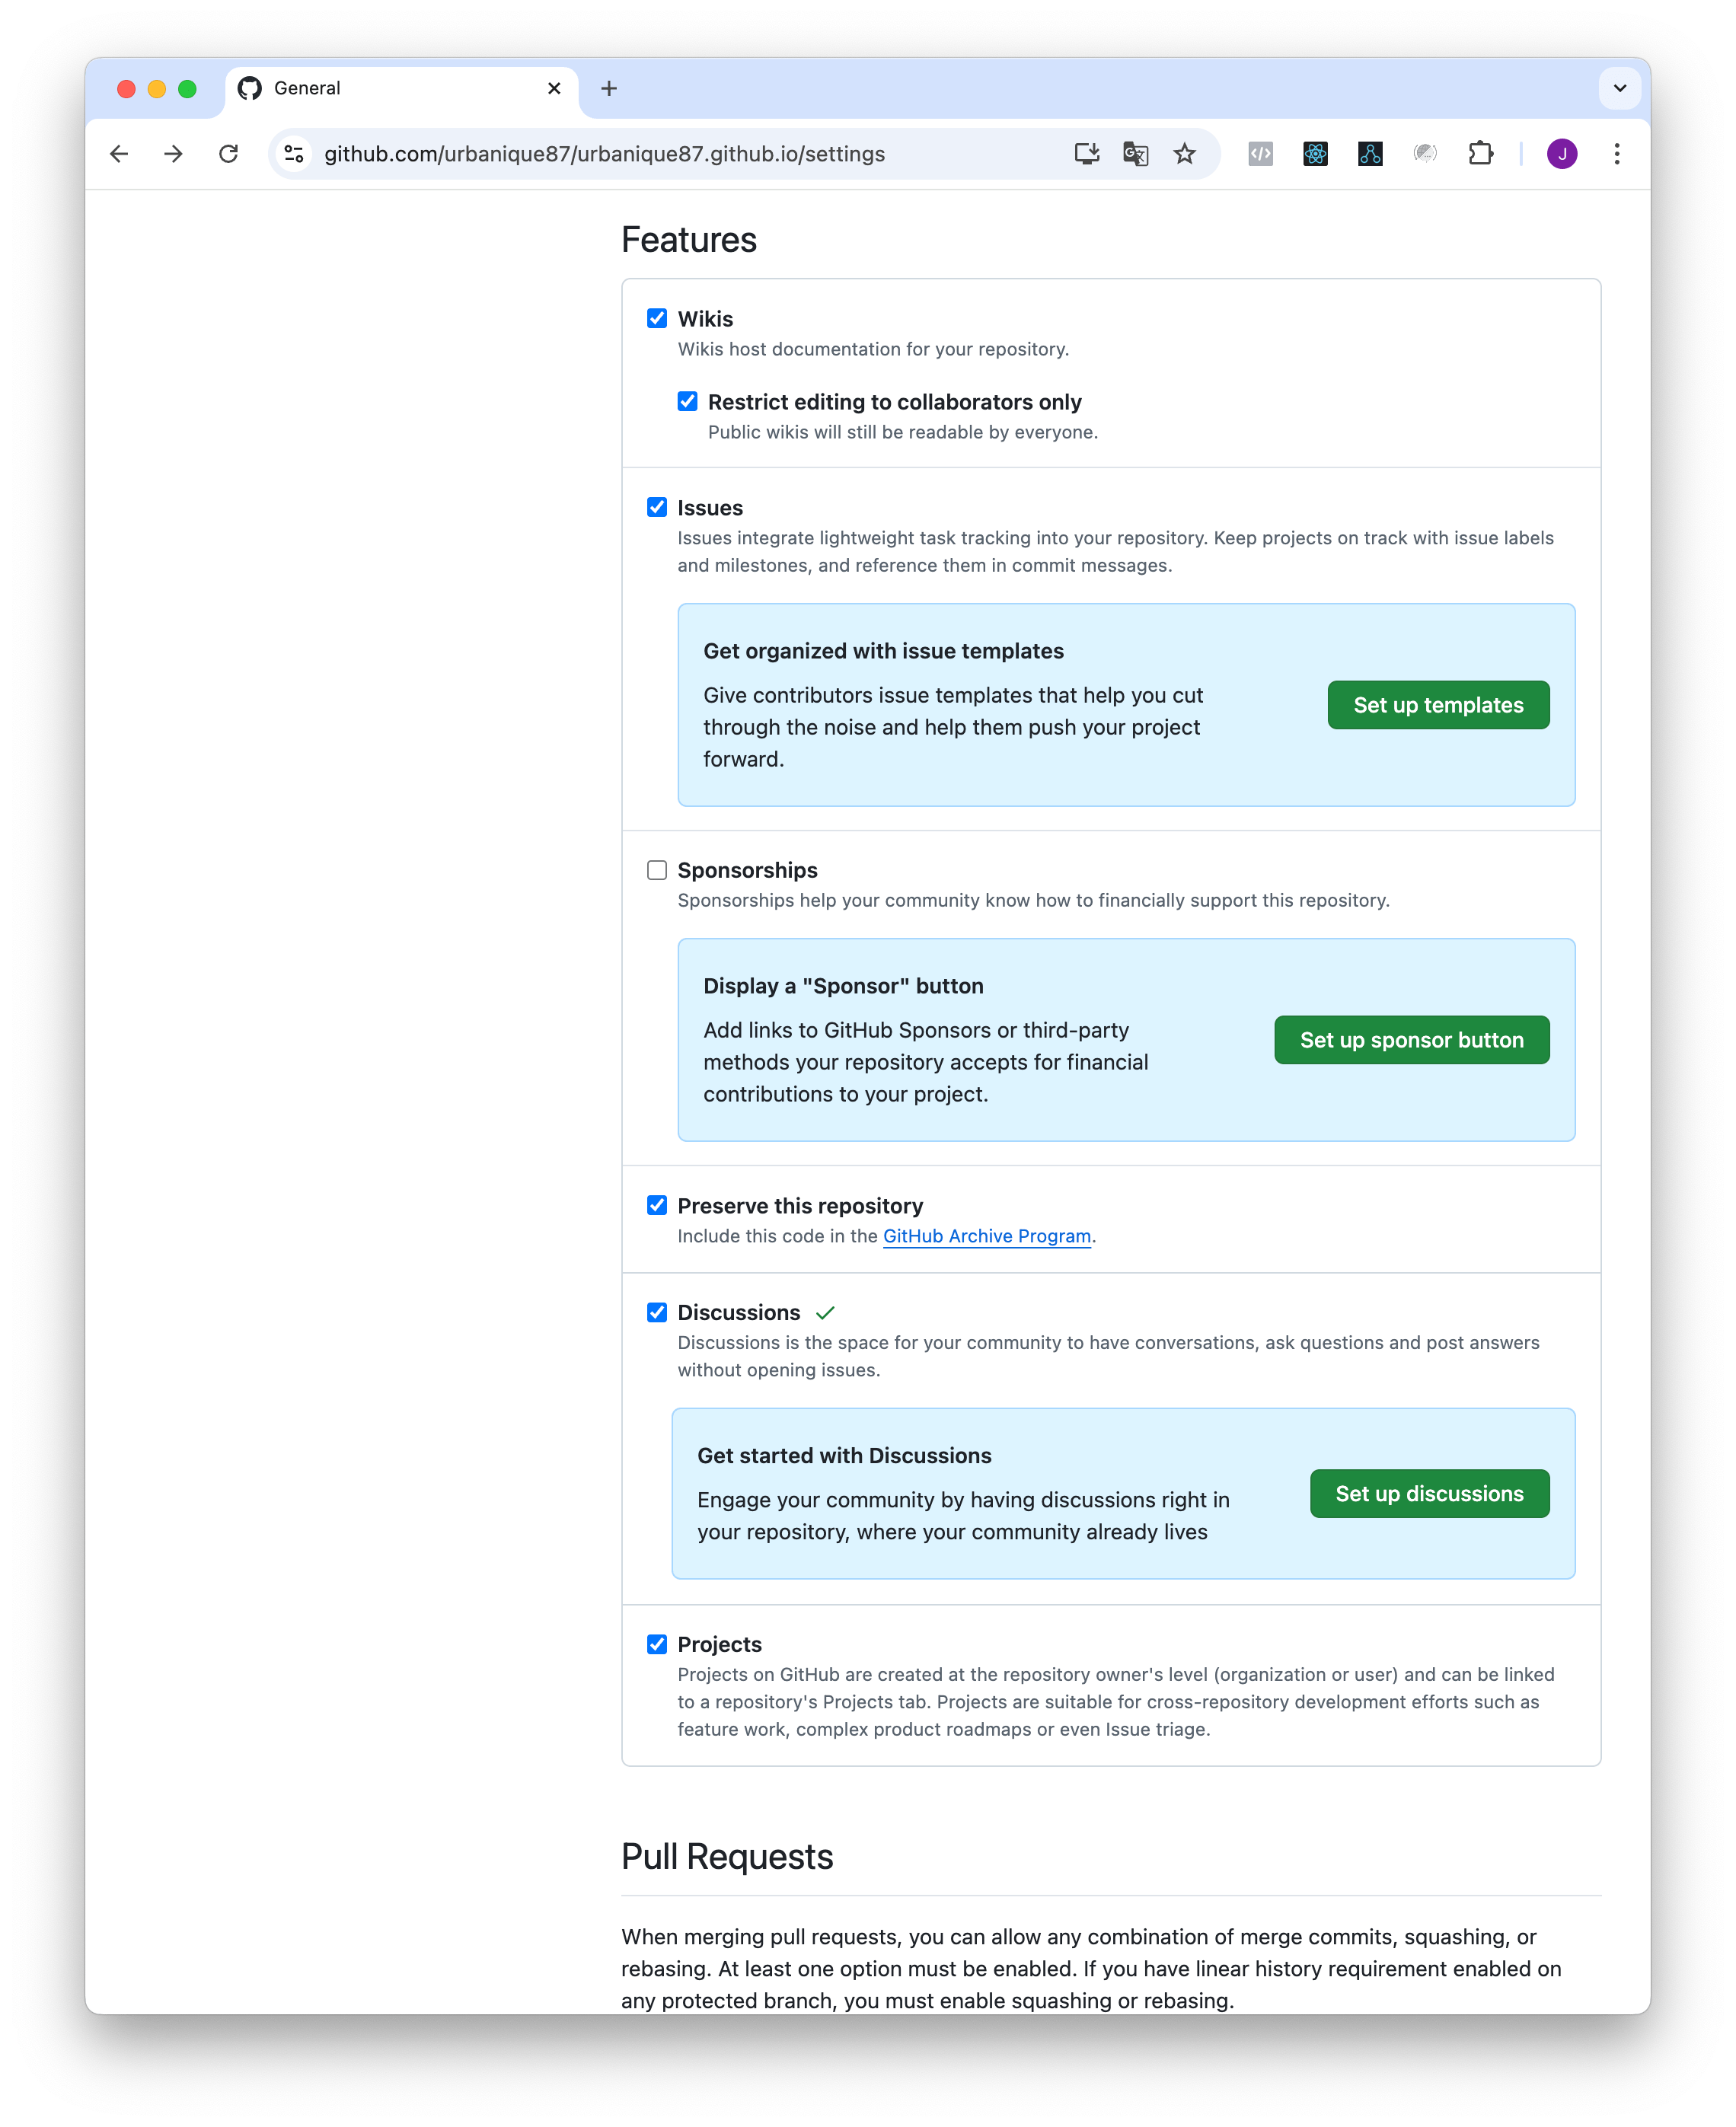 General
github.com/urbanique87/urbanique87.github.io/settings
J
Features
Wikis
Wikis host documentation for your repository.
Restrict editing to collaborators only
Public wikis will still be readable by everyone.
Issues
Issues integrate lightweight task tracking into your repository. Keep projects on track with issue labels
and milestones, and reference them in commit messages.
Get organized with issue templates
Give contributors issue templates that help you cut
through the noise and help them push your project
forward.
Set up templates
Sponsorships
Sponsorships help your community know how to financially support this repository.
Display a "Sponsor" button
Add links to GitHub Sponsors or third-party
methods your repository accepts for financial
contributions to your project.
Set up sponsor button
Preserve this repository
Include this code in the GitHub Archive Program.
Discussions
Discussions is the space for your community to have conversations, ask questions and post answers
without opening issues.
Get started with Discussions
Engage your community by having discussions right in
your repository, where your community already lives
Set up discussions
Projects
Projects on GitHub are created at the repository owner's level (organization or user) and can be linked
to a repository's Projects tab. Projects are suitable for cross-repository development efforts such as
feature work, complex product roadmaps or even Issue triage.
Pull Requests
When merging pull requests, you can allow any combination of merge commits, squashing, or
rebasing. At least one option must be enabled. If you have linear history requirement enabled on
any protected branch, you must enable squashing or rebasing.